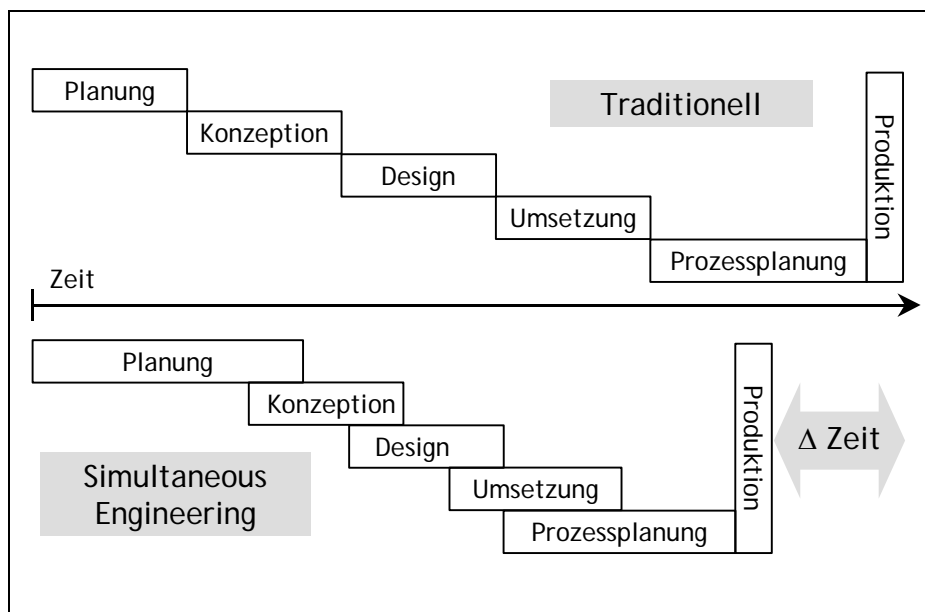 Planung
Traditionell
Konzeption
Design
Umsetzung
Prozessplanung
Produktion
Zeit
Planung
Konzeption
Design
Umsetzung
Prozessplanung
Produktion
Δ Zeit
Simultaneous
Engineering